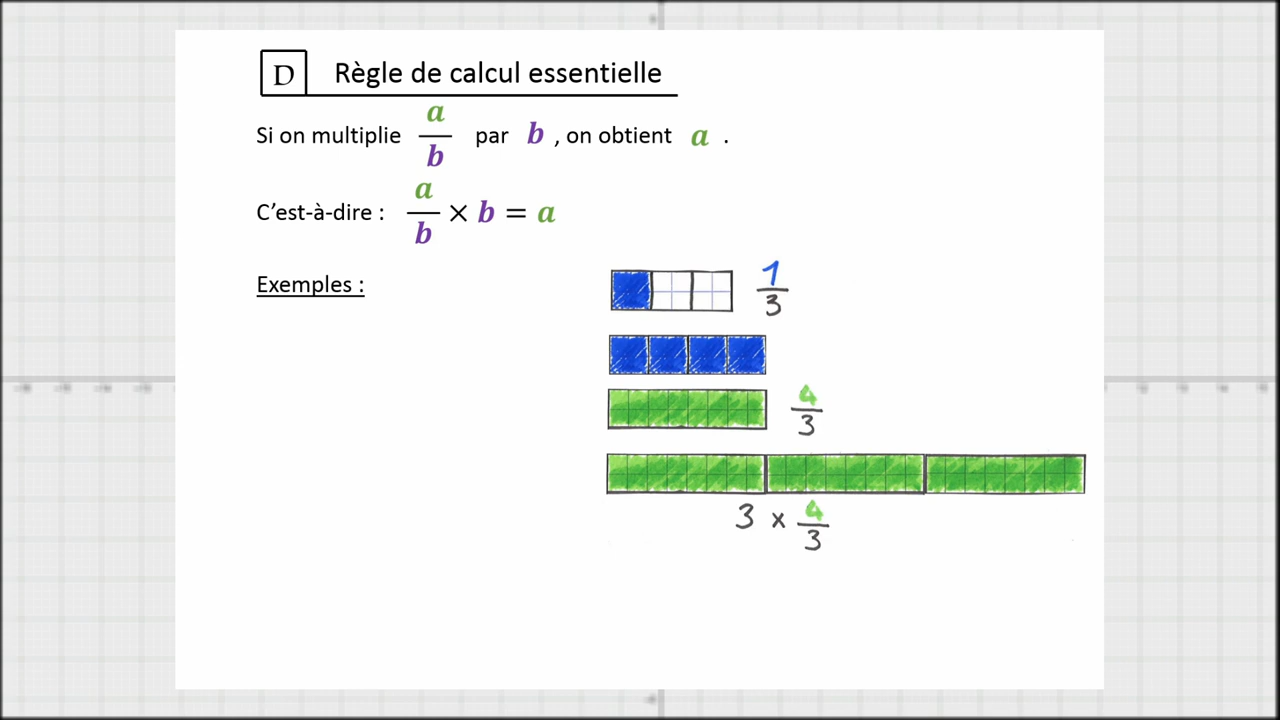 D Règle de calcul essentielle
Si on multiplie a/b par b , on obtient a .
C’est-à-dire : a/b × b = a
Exemples :
1/3
4/3
3 × 4/3